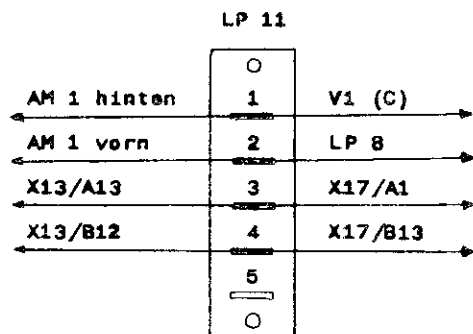 LP 11
AM 1 hinten 1 V1 (C)
AM 1 vorn 2 LP 8
X13/A13 3 X17/A1
X13/B12 4 X17/B13
5